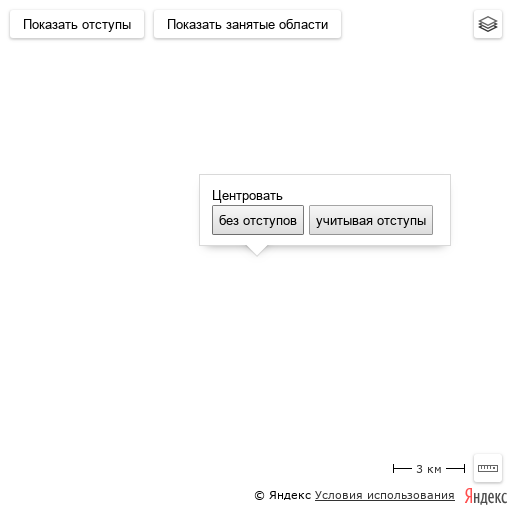 Показать отступы
Показать занятые области
Центровать
без отступов
учитывая отступы
3 км
© Яндекс Условия использования
Яндекс